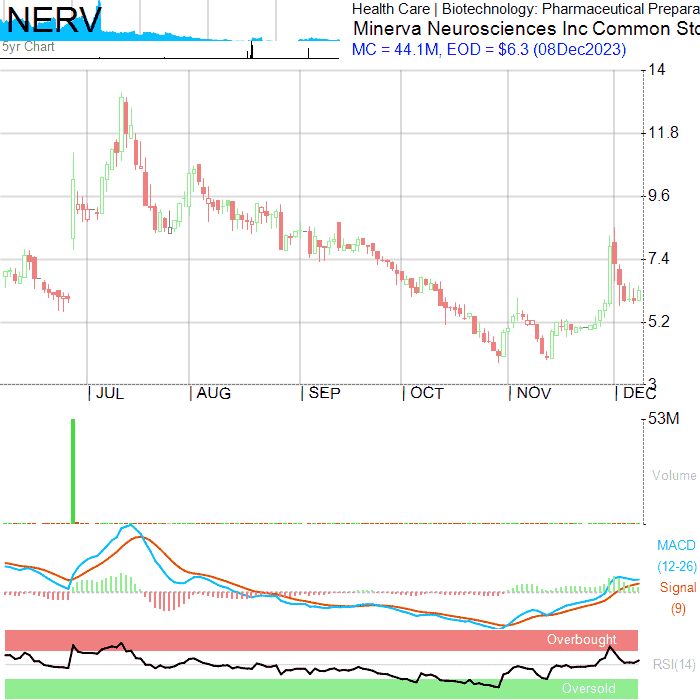 NERV
5yr Chart
Health Care | Biotechnology: Pharmaceutical Prepara
Minerva Neurosciences Inc Common Sto
MC = 44.1M, EOD = $6.3 (08Dec2023)
14
11.8
9.6
7.4
5.2
3
JUL AUG SEP OCT NOV DEC
53M
Volume
MACD
(12-26)
Signal
(9)
Overbought
RSI(14)
Oversold